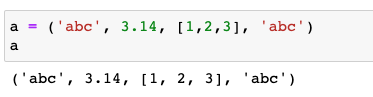 a = ('abc', 3.14, [1,2,3], 'abc')
a
('abc', 3.14, [1, 2, 3], 'abc')